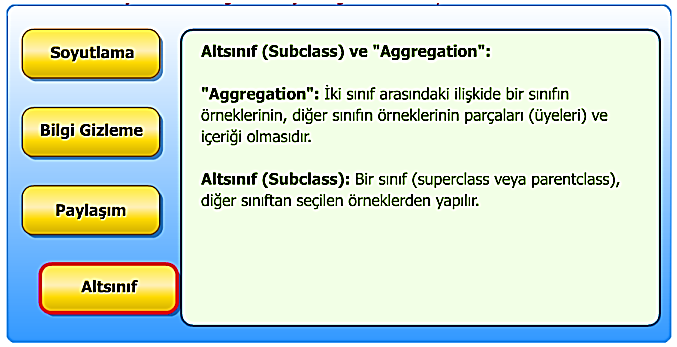 Soyutlama
Bilgi Gizleme
Paylaşım
Altsınıf
Altsınıf (Subclass) ve "Aggregation":
"Aggregation": İki sınıf arasındaki ilişkide bir sınıfın
örneklerinin, diğer sınıfın örneklerinin parçaları (üyeleri) ve
içeriği olmasıdır.
Altsınıf (Subclass): Bir sınıf (superclass veya parentclass),
diğer sınıftan seçilen örneklerden yapılır.